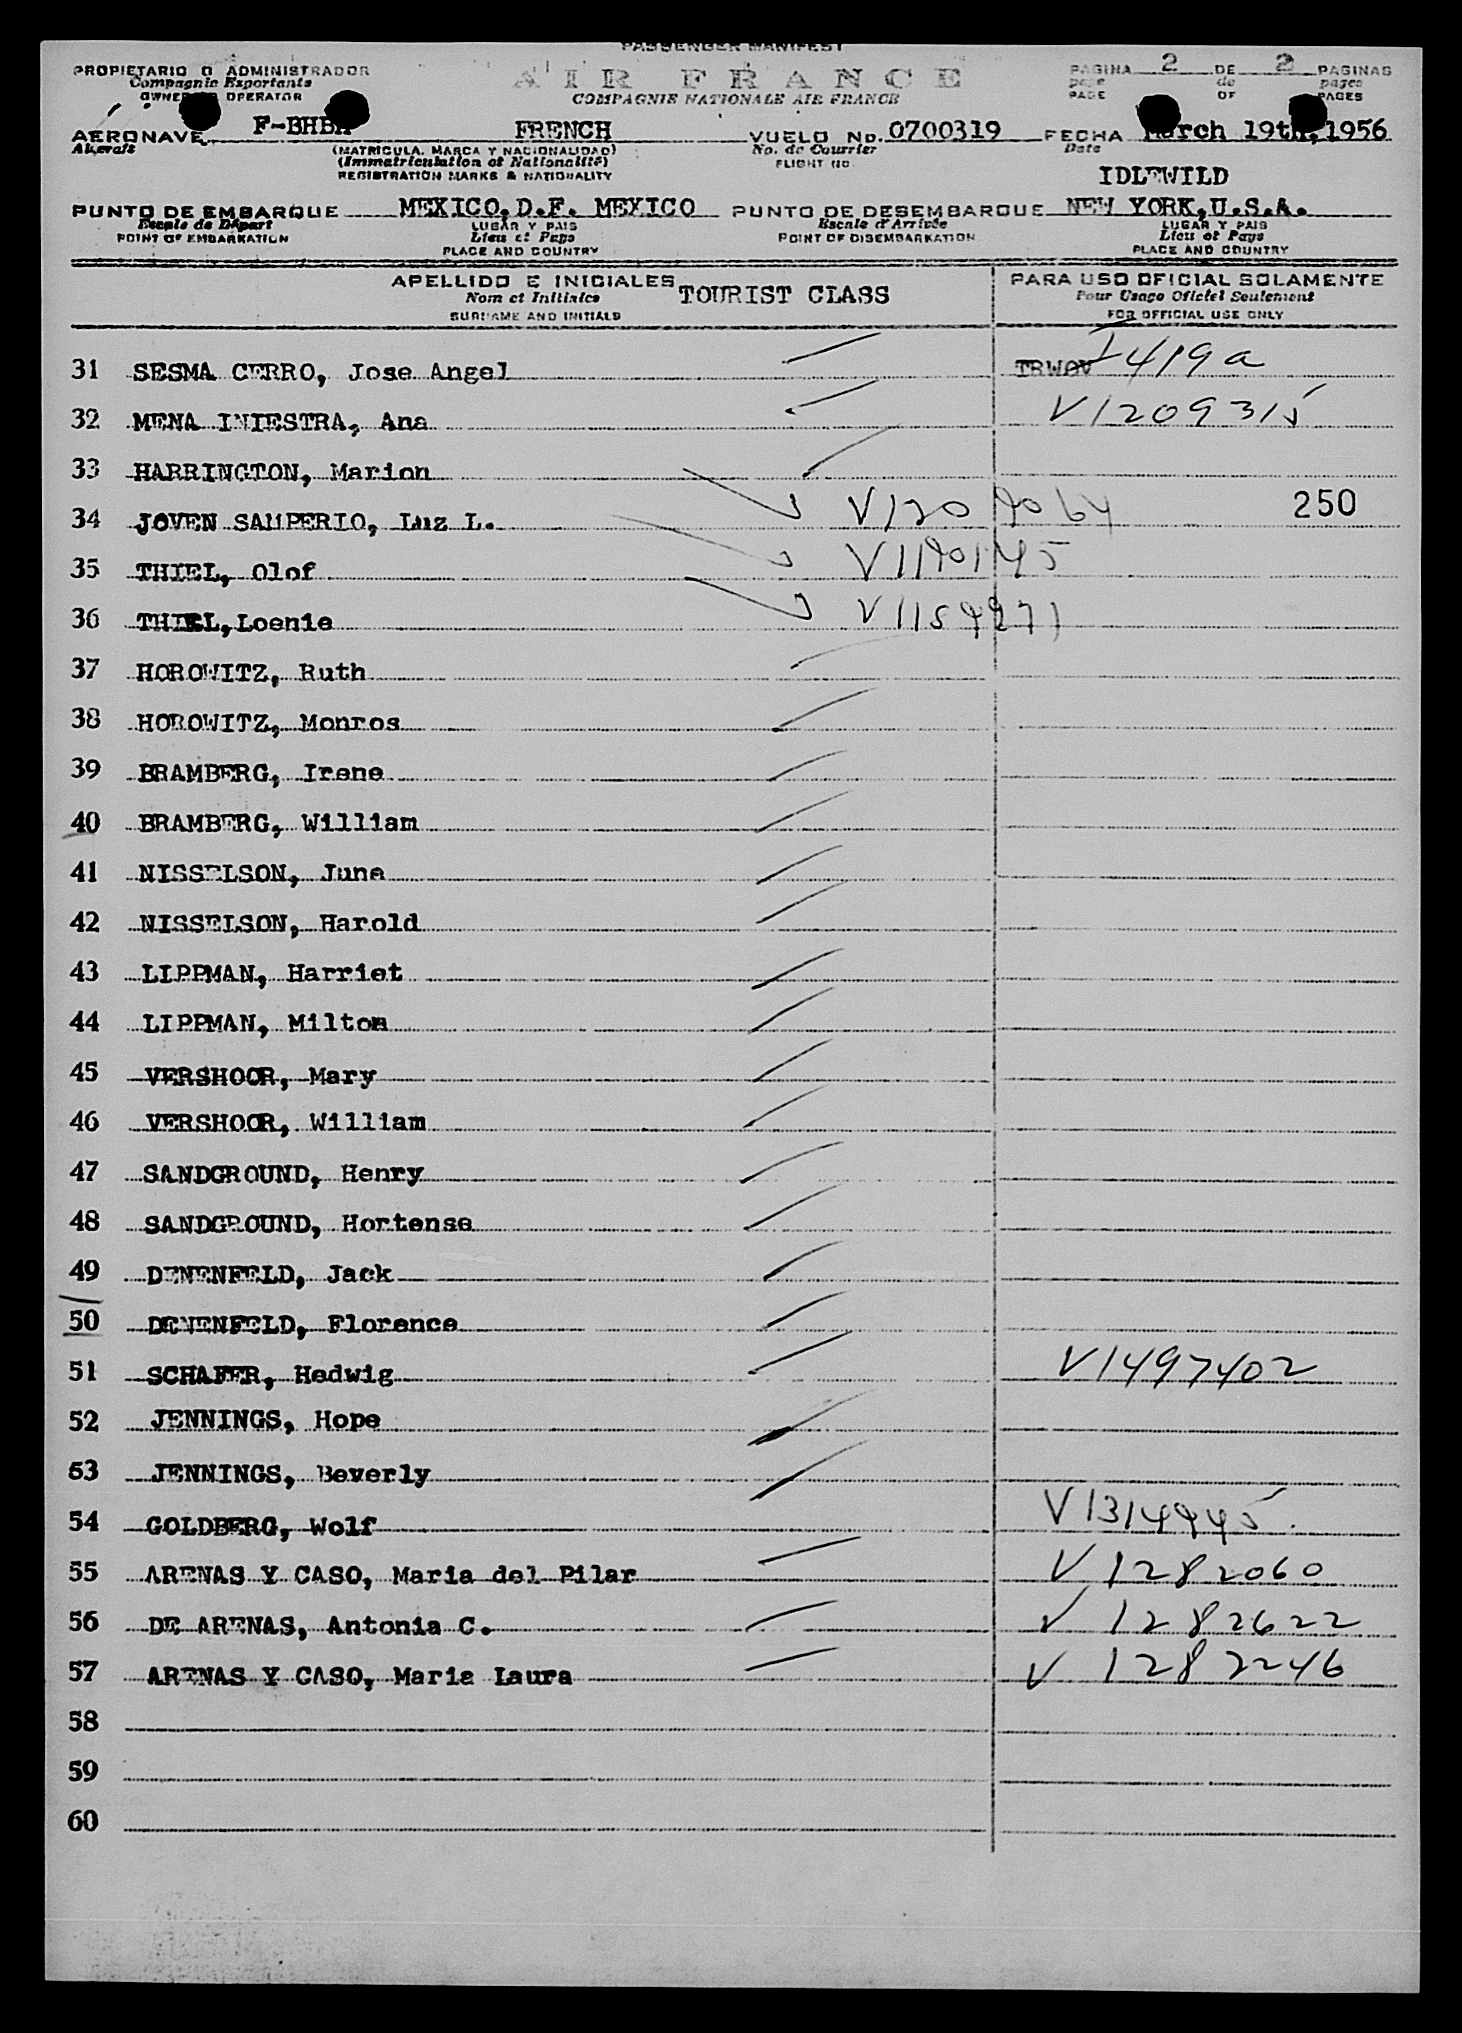 PASSENGER MANIFEST
PROPIETARIO O ADMINISTRADOR
Compagnie Exportante
OWNER OPERATOR
AIR FRANCE
COMPAGNIE NATIONALE AIR FRANCE
PAGINA 2 DE 2 PAGINAS
page de pages
PAGE OF PAGES
AERONAVE F-BHBA FRENCH VUELO No. 0700319 FECHA March 19th, 1956
Aircraft (MATRICULA, MARCA Y NACIONALIDAD) No. de Courrier Date
(Immatriculation et Nationalité) FLIGHT NO.
REGISTRATION MARKS & NATIONALITY
IDLEWILD
PUNTO DE EMBARQUE MEXICO, D.F. MEXICO PUNTO DE DESEMBARQUE NEW YORK, U.S.A.
Escale de Départ LUGAR Y PAIS Escale d'Arrivée LUGAR Y PAIS
POINT OF EMBARKATION Lieu et Pays POINT OF DISEMBARKATION Lieu et Pays
PLACE AND COUNTRY PLACE AND COUNTRY
APELLIDO E INICIALES TOURIST CLASS PARA USO OFICIAL SOLAMENTE
Nom et Initiales Pour Usage Oficiel Seulement
SURNAME AND INITIALS FOR OFFICIAL USE ONLY
31 SESMA CERRO, Jose Angel TRWOV I419a
32 MENA INIESTRA, Ana V1209315
33 HARRINGTON, Marion
34 JOVEN SAMPERIO, Luz L. V1209064 250
35 THIEL, Olof V1190145
36 THIEL, Loenie V1159271
37 HOROWITZ, Ruth
38 HOROWITZ, Monros
39 BRAMBERG, Irene
40 BRAMBERG, William
41 NISSELSON, June
42 NISSELSON, Harold
43 LIPPMAN, Harriet
44 LIPPMAN, Milton
45 VERSHOOR, Mary
46 VERSHOOR, William
47 SANDGROUND, Henry
48 SANDGROUND, Hortense
49 DENENFELD, Jack
50 DENENFELD, Florence
51 SCHAFER, Hedwig V1497402
52 JENNINGS, Hope
53 JENNINGS, Beverly
54 GOLDBERG, Wolf V1314945.
55 ARENAS Y CASO, Maria del Pilar V1282060
56 DE ARENAS, Antonia C. V1282622
57 ARENAS Y CASO, Maria Laura V1282246
58
59
60